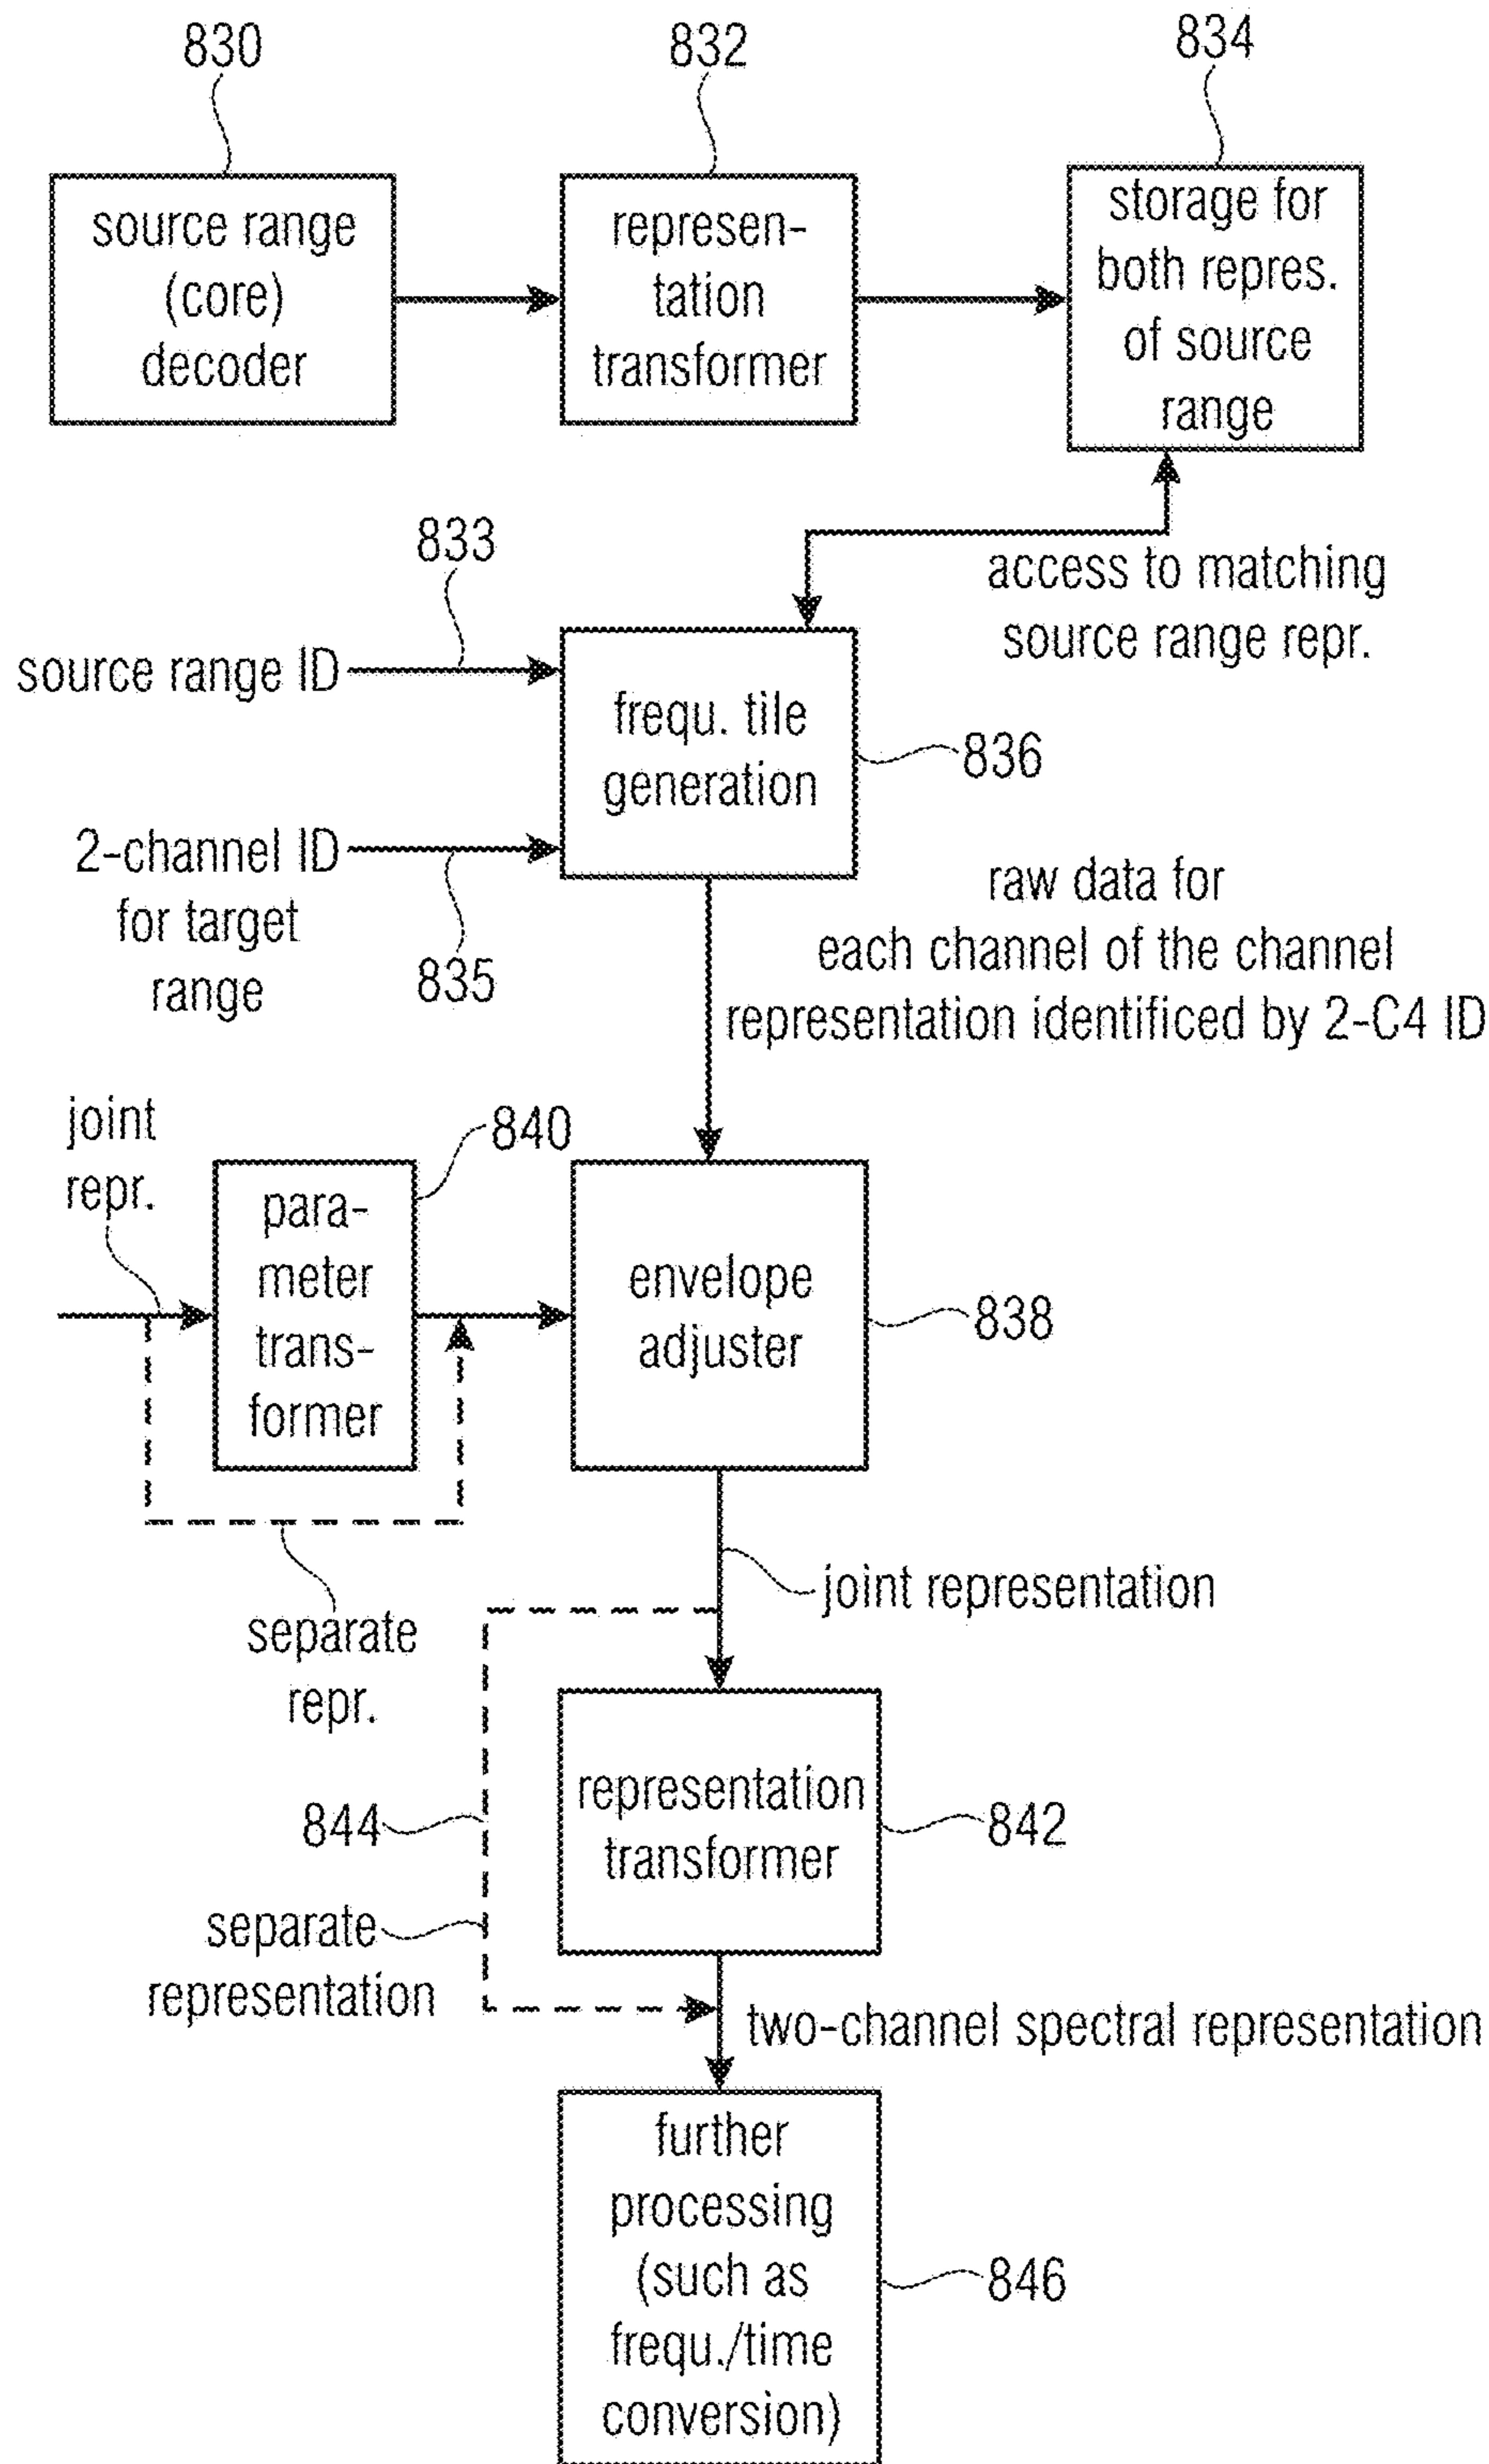 830
832
834
source range
(core)
decoder
represen-
tation
transformer
storage for
both repres.
of source
range
access to matching
source range repr.
833
source range ID
frequ. tile
generation
836
2-channel ID
for target
range
835
raw data for
each channel of the channel
representation identificed by 2-C4 ID
joint
repr.
840
para-
meter
trans-
former
envelope
adjuster
838
separate
repr.
joint representation
844
representation
transformer
842
separate
representation
two-channel spectral representation
further
processing
(such as
frequ./time
conversion)
846